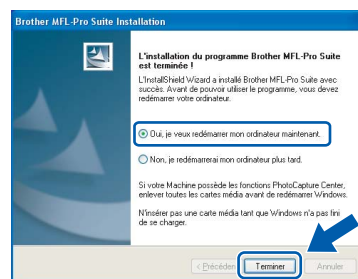 Brother MFL-Pro Suite Installation
L'installation du programme Brother MFL-Pro Suite
est terminée !
L'InstallShield Wizard a installé Brother MFL-Pro Suite avec
succès. Avant de pouvoir utiliser le programme, vous devez
redémarrer votre ordinateur.
Oui, je veux redémarrer mon ordinateur maintenant.
Non, je redémarrerai mon ordinateur plus tard.
Si votre Machine possède les fonctions PhotoCapture Center,
enlever toutes les cartes média avant de redémarrer Windows.
N'insérer pas une carte média tant que Windows n'a pas fini
de se charger.
< Précéden
Terminer
Annuler